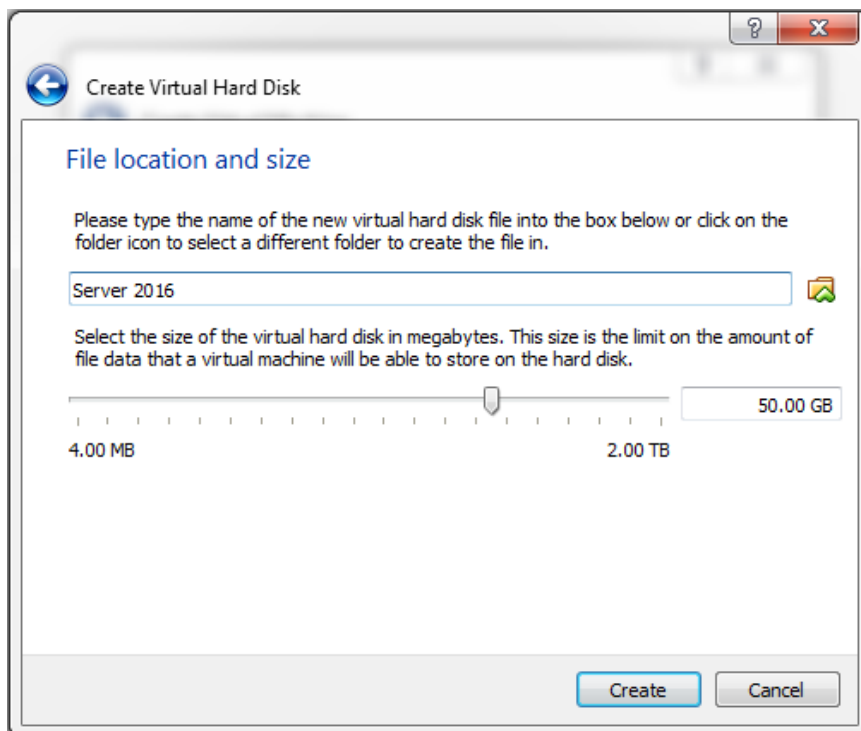 ?
Create Virtual Hard Disk
File location and size
Please type the name of the new virtual hard disk file into the box below or click on the
folder icon to select a different folder to create the file in.
Server 2016
Select the size of the virtual hard disk in megabytes. This size is the limit on the amount of
file data that a virtual machine will be able to store on the hard disk.
50.00 GB
4.00 MB 2.00 TB
Create Cancel